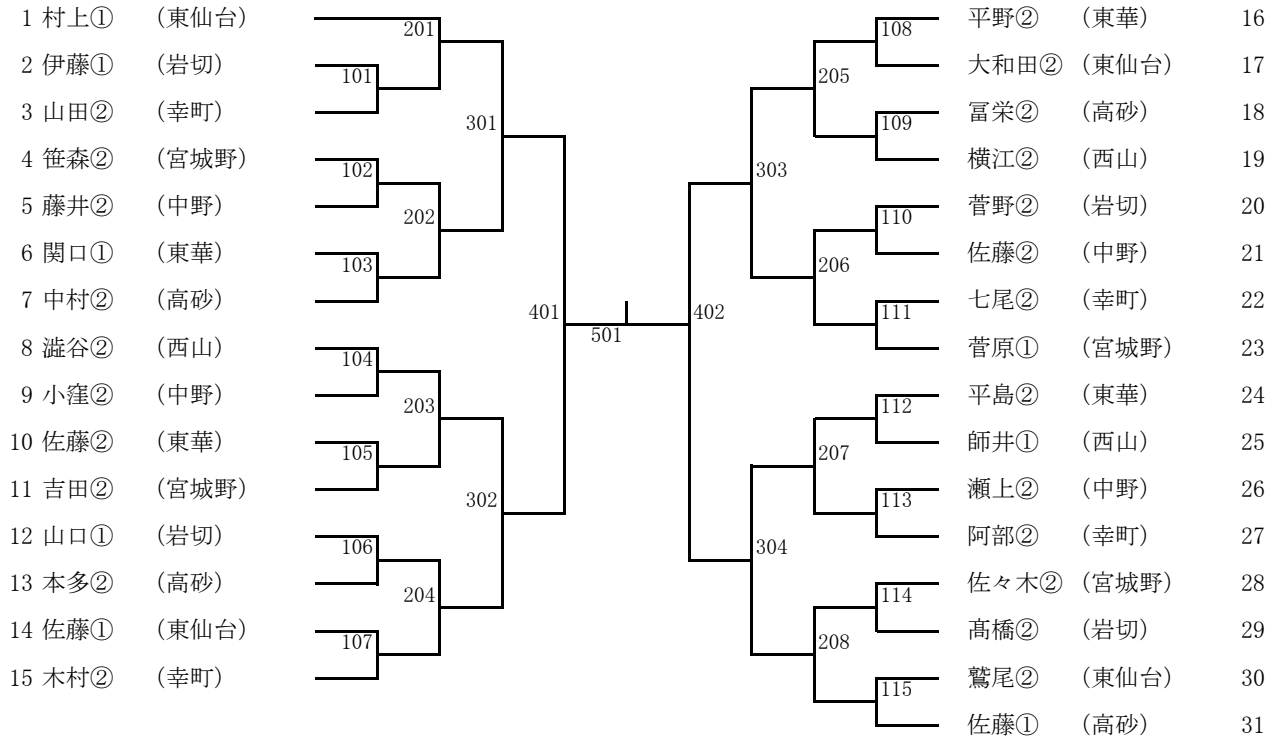 1 村上① （東仙台） 201 108 平野② （東華） 16
2 伊藤① （岩切） 101 205 大和田② （東仙台） 17
3 山田② （幸町） 301 109 冨栄② （高砂） 18
4 笹森② （宮城野） 102 303 横江② （西山） 19
5 藤井② （中野） 202 110 菅野② （岩切） 20
6 関口① （東華） 103 206 佐藤② （中野） 21
7 中村② （高砂） 401 402 111 七尾② （幸町） 22
501
8 澁谷② （西山） 104 菅原① （宮城野） 23
9 小窪② （中野） 203 112 平島② （東華） 24
10 佐藤② （東華） 105 207 師井① （西山） 25
11 吉田② （宮城野） 302 113 瀬上② （中野） 26
12 山口① （岩切） 106 304 阿部② （幸町） 27
13 本多② （高砂） 204 114 佐々木② （宮城野） 28
14 佐藤① （東仙台） 107 208 髙橋② （岩切） 29
15 木村② （幸町） 115 鷲尾② （東仙台） 30
佐藤① （高砂） 31